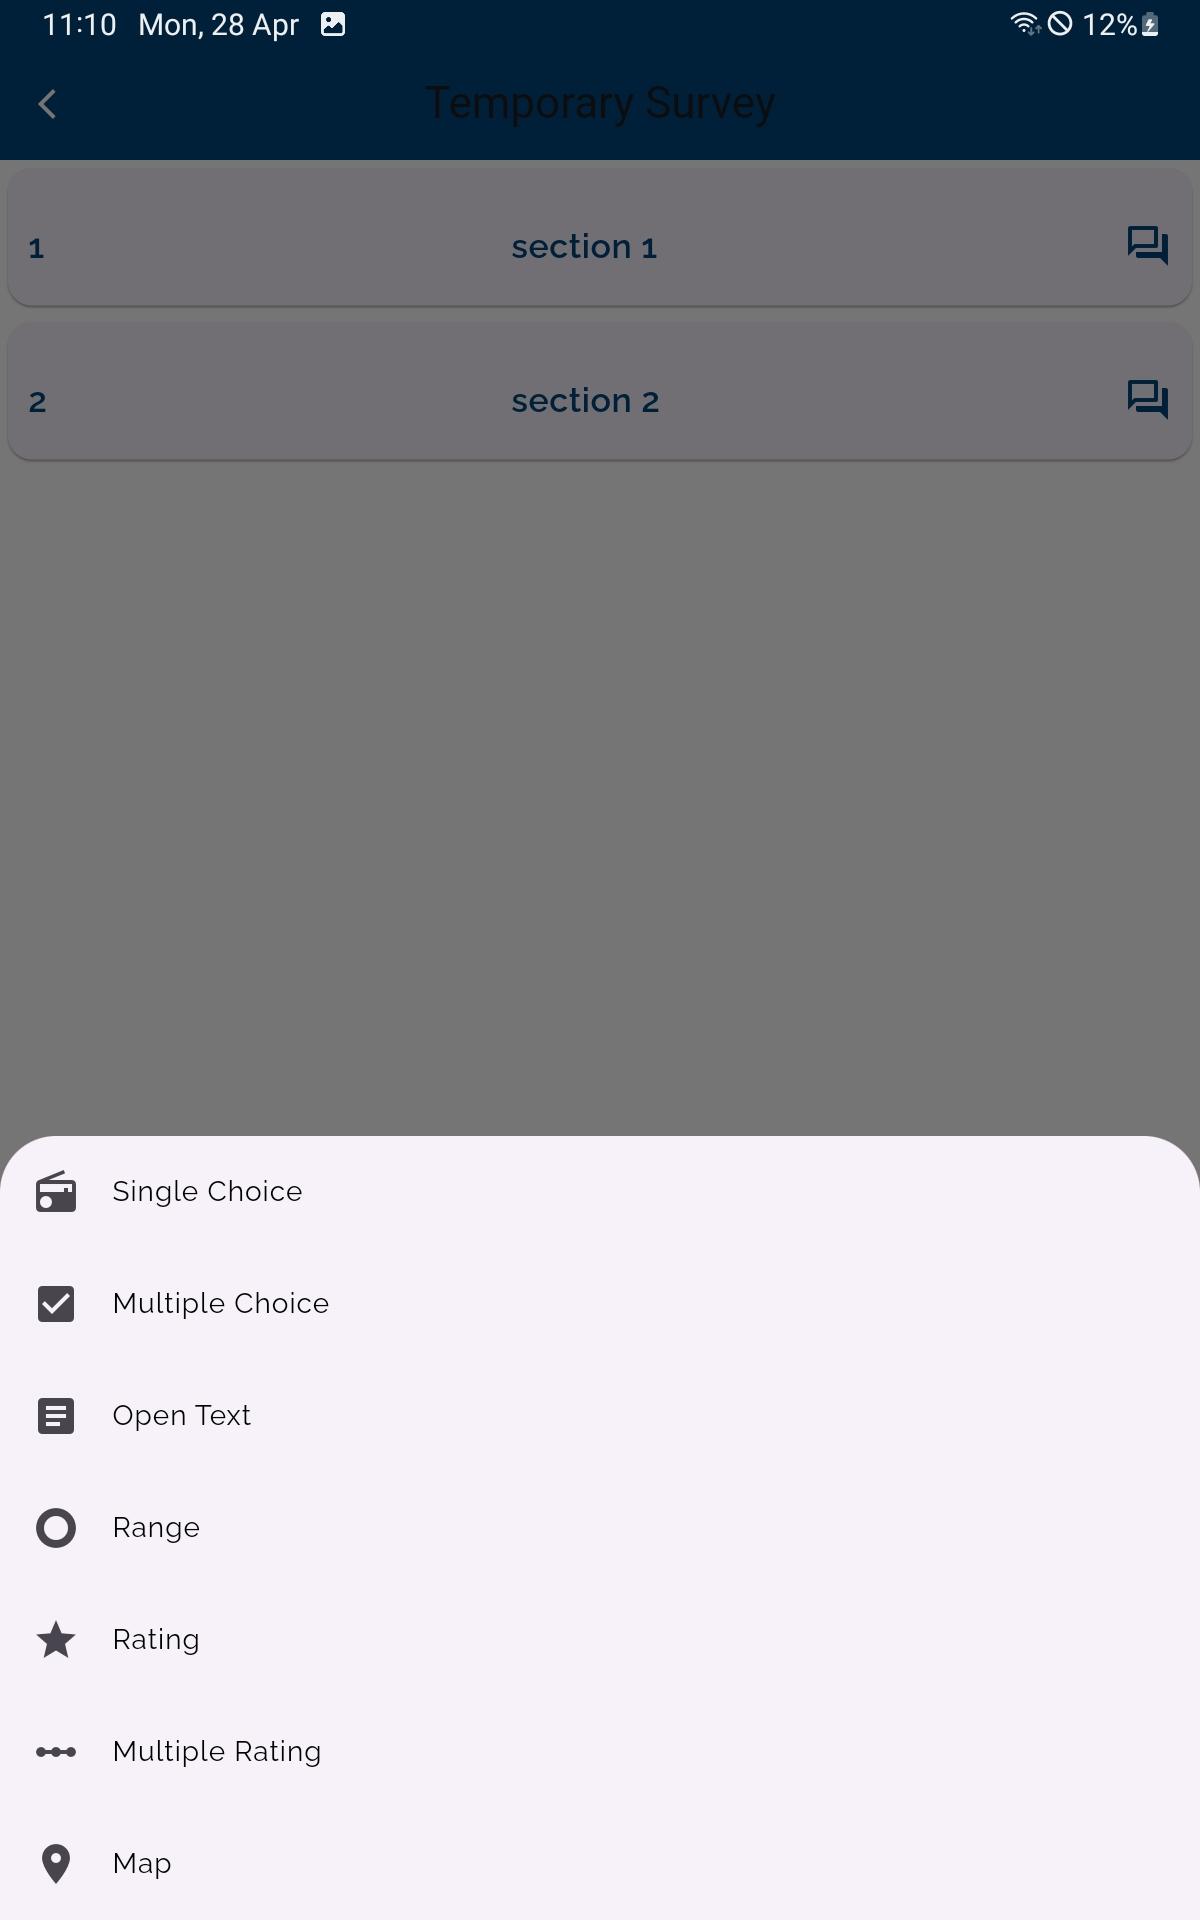 11:10 Mon, 28 Apr 12%
Temporary Survey
1 section 1
2 section 2
Single Choice
Multiple Choice
Open Text
Range
Rating
Multiple Rating
Map